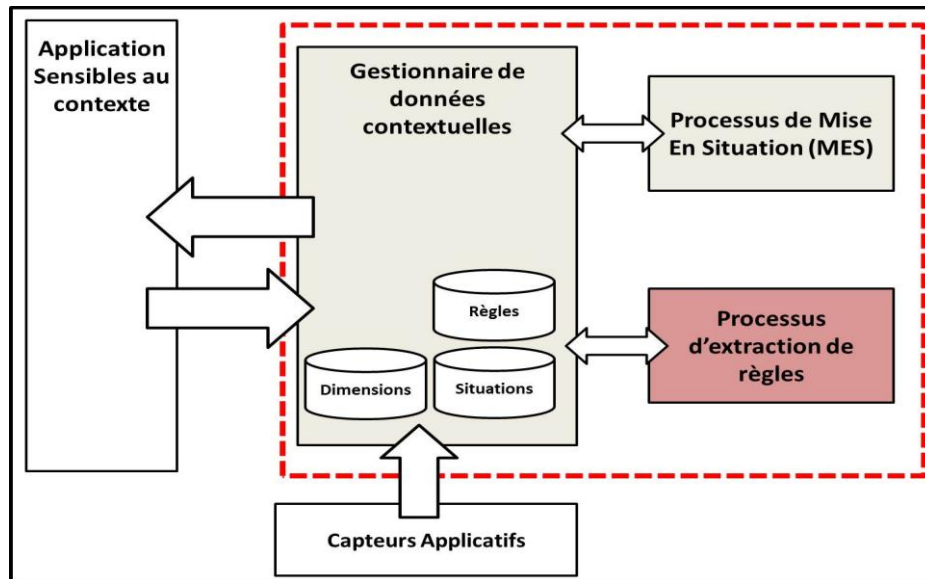 Application
Sensibles au
contexte
Gestionnaire de
données
contextuelles
Processus de Mise
En Situation (MES)
Règles
Dimensions
Situations
Processus
d'extraction de
règles
Capteurs Applicatifs